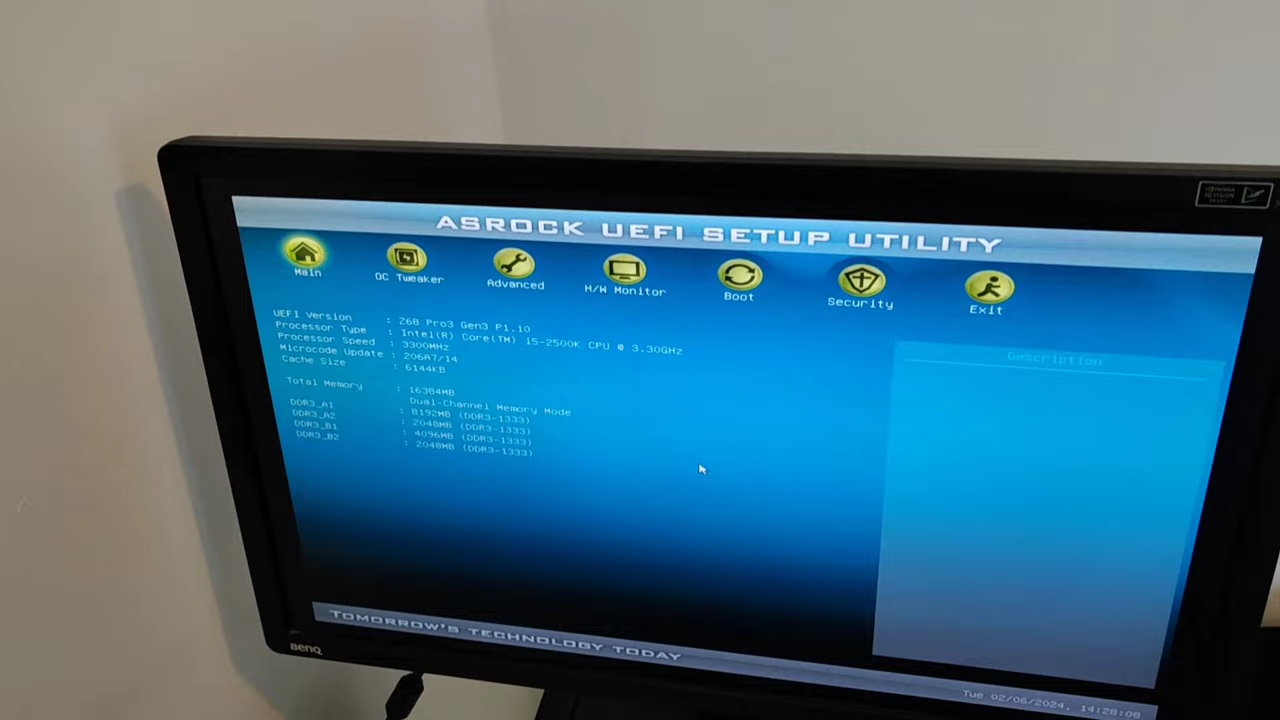 ASROCK UEFI SETUP UTILITY
Main OC Tweaker Advanced H/W Monitor Boot Security Exit
UEFI Version : Z68 Pro3 Gen3 P1.10
Processor Type : Intel(R) Core(TM) i5-2500K CPU @ 3.30GHz
Processor Speed : 3300MHz
Microcode Update : 206A7/14
Cache Size : 6144KB
Total Memory : 16384MB
Dual-Channel Memory Mode
DDR3_A1 : 8192MB (DDR3-1333)
DDR3_A2 : 2048MB (DDR3-1333)
DDR3_B1 : 4096MB (DDR3-1333)
DDR3_B2 : 2048MB (DDR3-1333)
Description
TOMORROW'S TECHNOLOGY TODAY
Tue 02/06/2024, 14:28:08
BenQ